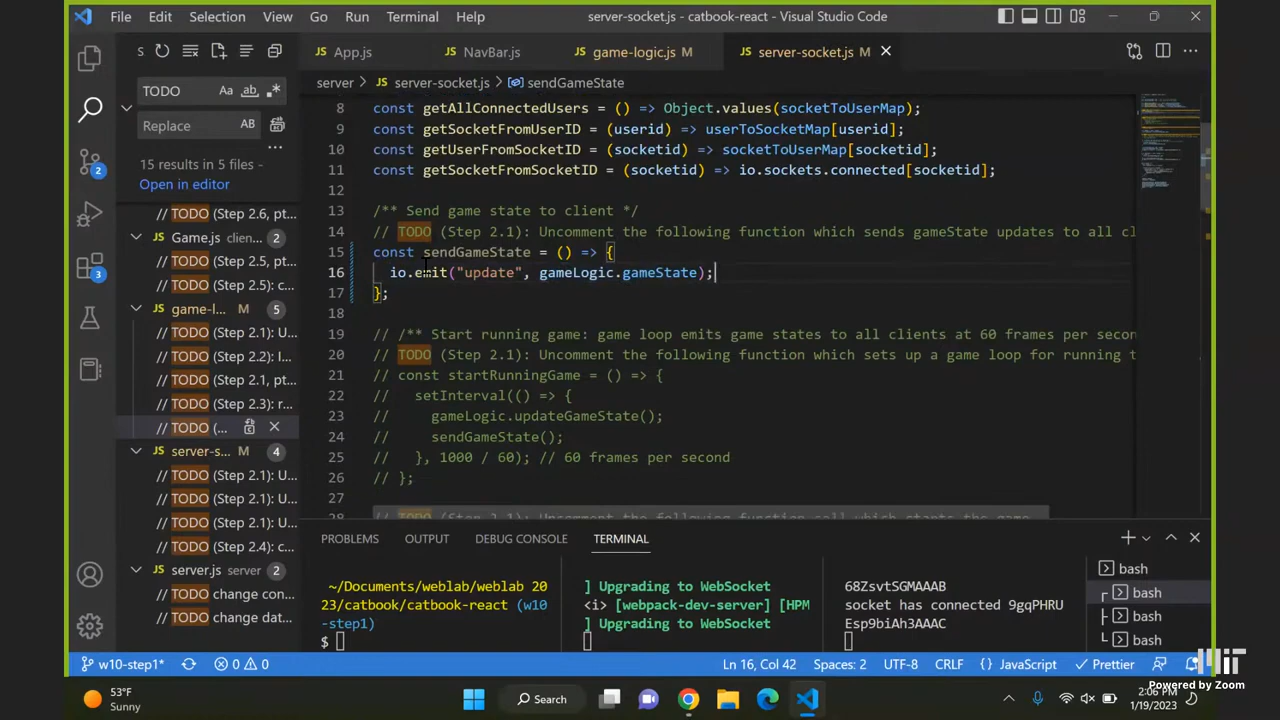 File Edit Selection View Go Run Terminal Help
server-socket.js - catbook-react - Visual Studio Code
S
TODO
Aa ab .*
Replace
AB
15 results in 5 files -
Open in editor
// TODO (Step 2.6, pt...
Game.js clien... 2
// TODO (Step 2.5, pt...
// TODO (Step 2.5): c...
JS game-l... M 5
// TODO (Step 2.1): U...
// TODO (Step 2.2): I...
// TODO (Step 2.1, pt...
// TODO (Step 2.3): r...
// TODO (...
JS server-s... M 4
// TODO (Step 2.1): U...
// TODO (Step 2.1): U...
// TODO (Step 2.1): U...
// TODO (Step 2.4): c...
JS server.js server 2
// TODO change con...
// TODO change dat...
2
3
JS App.js
JS NavBar.js
JS game-logic.js M
JS server-socket.js M
server > JS server-socket.js > sendGameState
8 const getAllConnectedUsers = () => Object.values(socketToUserMap);
9 const getSocketFromUserID = (userid) => userToSocketMap[userid];
10 const getUserFromSocketID = (socketid) => socketToUserMap[socketid];
11 const getSocketFromSocketID = (socketid) => io.sockets.connected[socketid];
12
13 /** Send game state to client */
14 // TODO (Step 2.1): Uncomment the following function which sends gameState updates to all cl
15 const sendGameState = () => {
16 io.emit("update", gameLogic.gameState);
17 };
18
19 // /** Start running game: game loop emits game states to all clients at 60 frames per secon
20 // TODO (Step 2.1): Uncomment the following function which sets up a game loop for running t
21 // const startRunningGame = () => {
22 // setInterval(() => {
23 // gameLogic.updateGameState();
24 // sendGameState();
25 // }, 1000 / 60); // 60 frames per second
26 // };
27
28 // TODO (Step 2.1): Uncomment the following function call which starts the game
PROBLEMS OUTPUT DEBUG CONSOLE TERMINAL
~/Documents/weblab/weblab 20
23/catbook/catbook-react (w10
-step1)
$
] Upgrading to WebSocket
<i> [webpack-dev-server] [HPM
] Upgrading to WebSocket
68ZsvtSGMAAAB
socket has connected 9gqPHRU
Esp9biAh3AAAC
bash
bash
bash
bash
w10-step1* 0 0
Ln 16, Col 42 Spaces: 2 UTF-8 CRLF {} JavaScript Prettier
53°F
Sunny
Search
2:06 PM
1/19/2023
MIT
Powered by Zoom